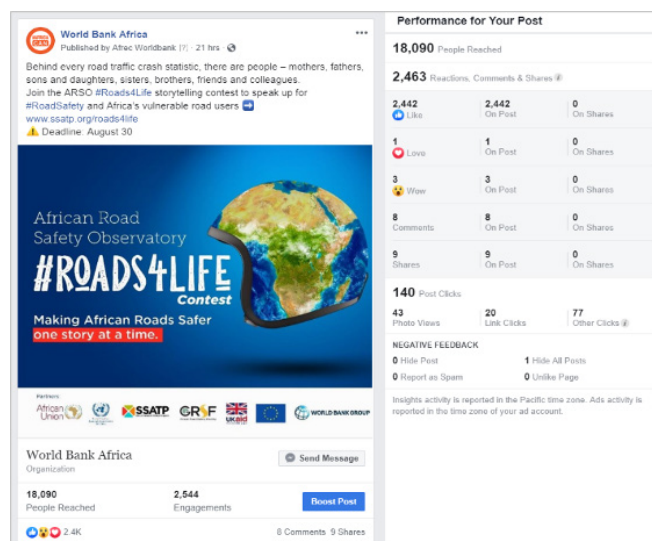 World Bank Africa
Published by Afrec Worldbank [?] · 21 hrs ·
Behind every road traffic crash statistic, there are people – mothers, fathers,
sons and daughters, sisters, brothers, friends and colleagues.
Join the ARSO #Roads4Life storytelling contest to speak up for
#RoadSafety and Africa's vulnerable road users ➡
www.ssatp.org/roads4life
⚠ Deadline: August 30
African Road
Safety Observatory
#ROADS4LIFE
Contest
Making African Roads Safer
one story at a time.
Partners
African Union
SSATP
GRSF
UKaid
WORLD BANK GROUP
World Bank Africa
Organization
Send Message
18,090
People Reached
2,544
Engagements
Boost Post
2.4K
8 Comments 9 Shares
Performance for Your Post
18,090 People Reached
2,463 Reactions, Comments & Shares
2,442 Like
2,442 On Post
0 On Shares
1 Love
1 On Post
0 On Shares
3 Wow
3 On Post
0 On Shares
8 Comments
8 On Post
0 On Shares
9 Shares
9 On Post
0 On Shares
140 Post Clicks
43 Photo Views
20 Link Clicks
77 Other Clicks
NEGATIVE FEEDBACK
0 Hide Post
1 Hide All Posts
0 Report as Spam
0 Unlike Page
Insights activity is reported in the Pacific time zone. Ads activity is
reported in the time zone of your ad account.